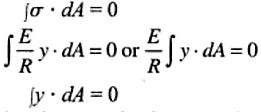 ∫σ · dA = 0
∫ E/R y · dA = 0 or E/R ∫ y · dA = 0
∫y · dA = 0